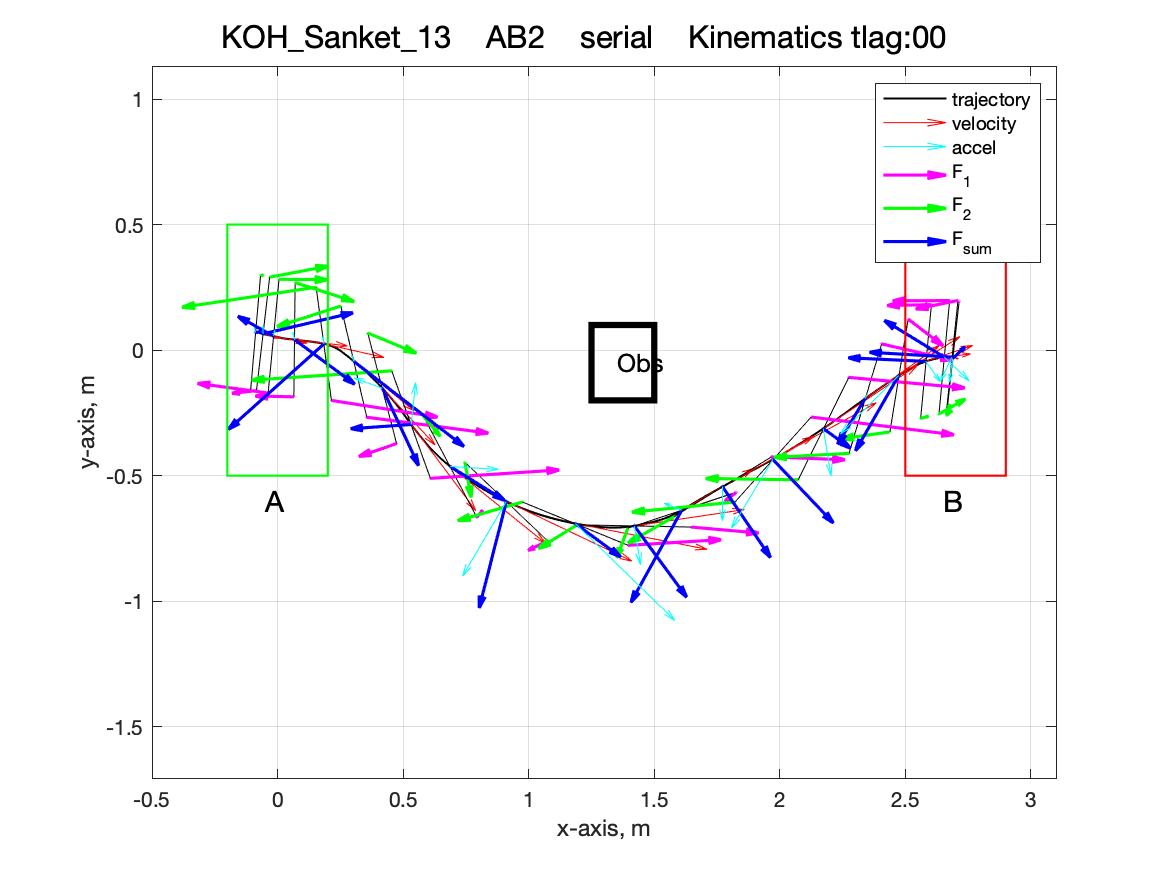 KOH_Sanket_13 AB2 serial Kinematics tlag:00
trajectory
velocity
accel
F1
F2
Fsum
1
0.5
0
-0.5
-1
-1.5
y-axis, m
Obs
A
B
-0.5 0 0.5 1 1.5 2 2.5 3
x-axis, m